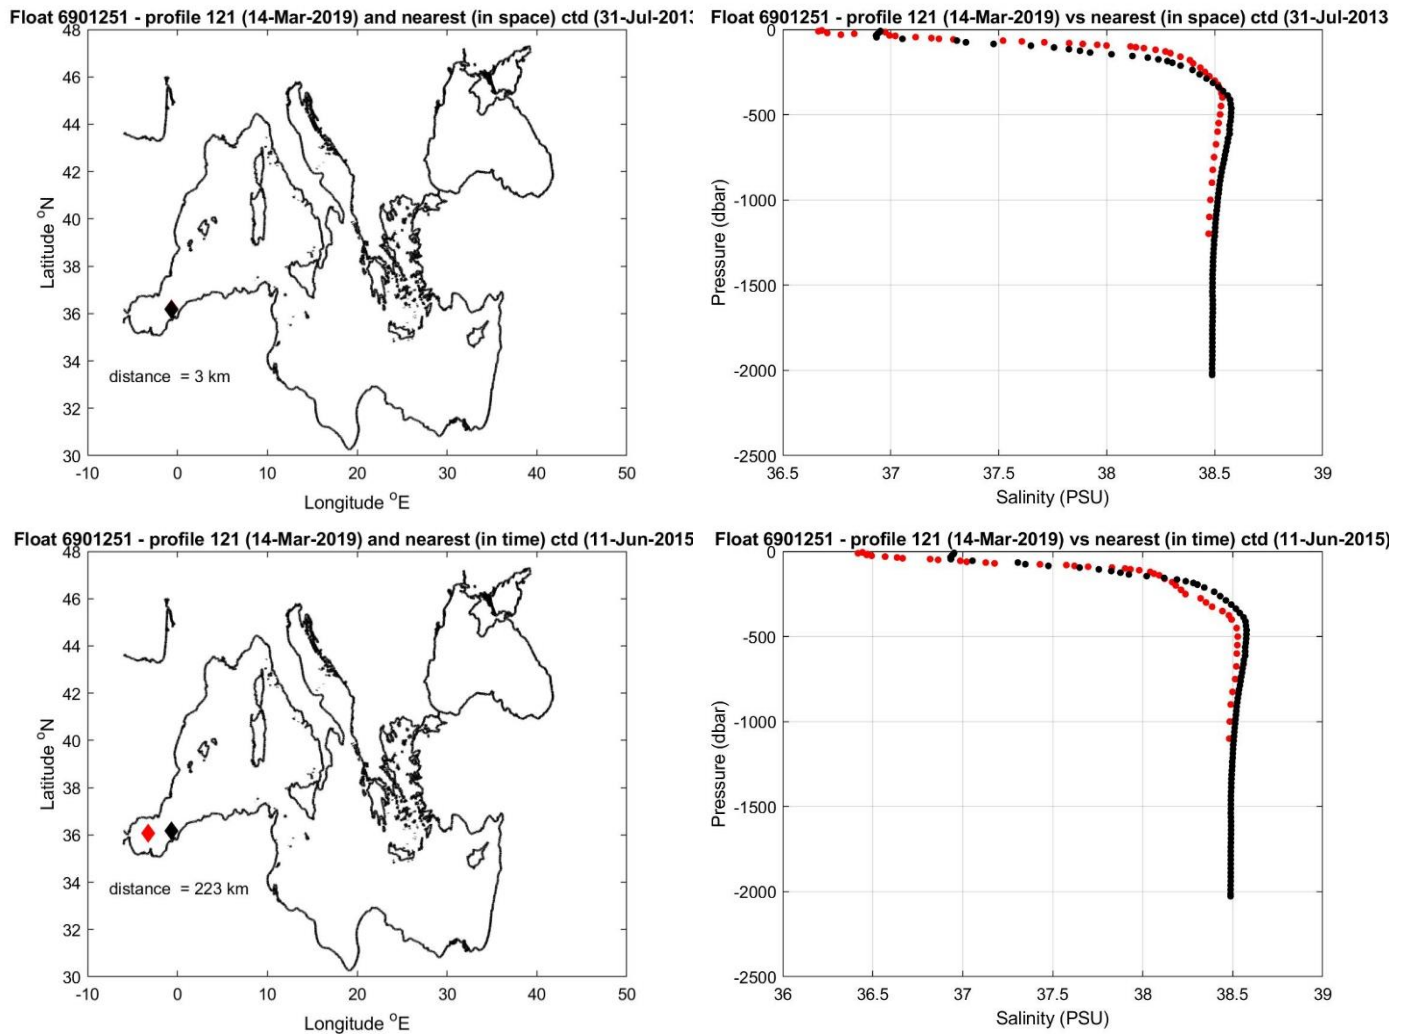 Float 6901251 - profile 121 (14-Mar-2019) and nearest (in space) ctd (31-Jul-2013
48
46
44
42
40
38
36
34
32
30
Latitude °N
distance = 3 km
-10 0 10 20 30 40 50
Longitude °E
Float 6901251 - profile 121 (14-Mar-2019) vs nearest (in space) ctd (31-Jul-2013
0
-500
-1000
-1500
-2000
-2500
Pressure (dbar)
36.5 37 37.5 38 38.5 39
Salinity (PSU)
Float 6901251 - profile 121 (14-Mar-2019) and nearest (in time) ctd (11-Jun-2015
48
46
44
42
40
38
36
34
32
30
Latitude °N
distance = 223 km
-10 0 10 20 30 40 50
Longitude °E
Float 6901251 - profile 121 (14-Mar-2019) vs nearest (in time) ctd (11-Jun-2015)
0
-500
-1000
-1500
-2000
-2500
Pressure (dbar)
36 36.5 37 37.5 38 38.5 39
Salinity (PSU)